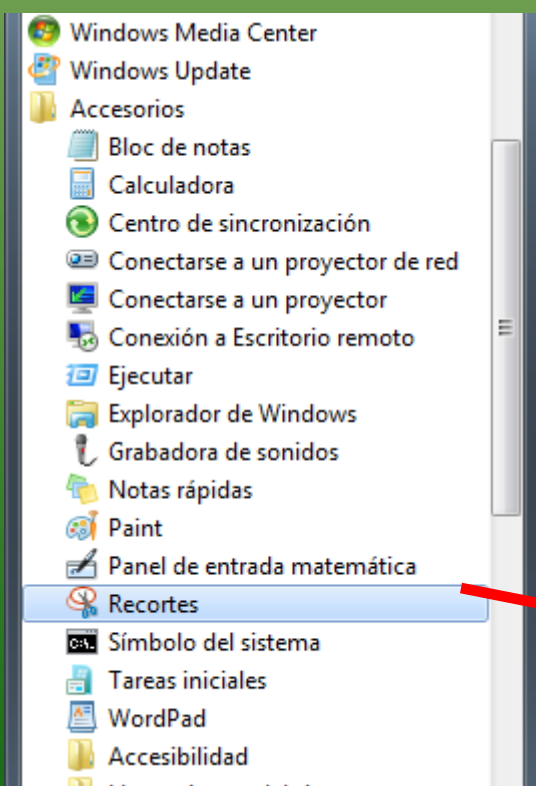 Windows Media Center
Windows Update
Accesorios
Bloc de notas
Calculadora
Centro de sincronización
Conectarse a un proyector de red
Conectarse a un proyector
Conexión a Escritorio remoto
Ejecutar
Explorador de Windows
Grabadora de sonidos
Notas rápidas
Paint
Panel de entrada matemática
Recortes
Símbolo del sistema
Tareas iniciales
WordPad
Accesibilidad